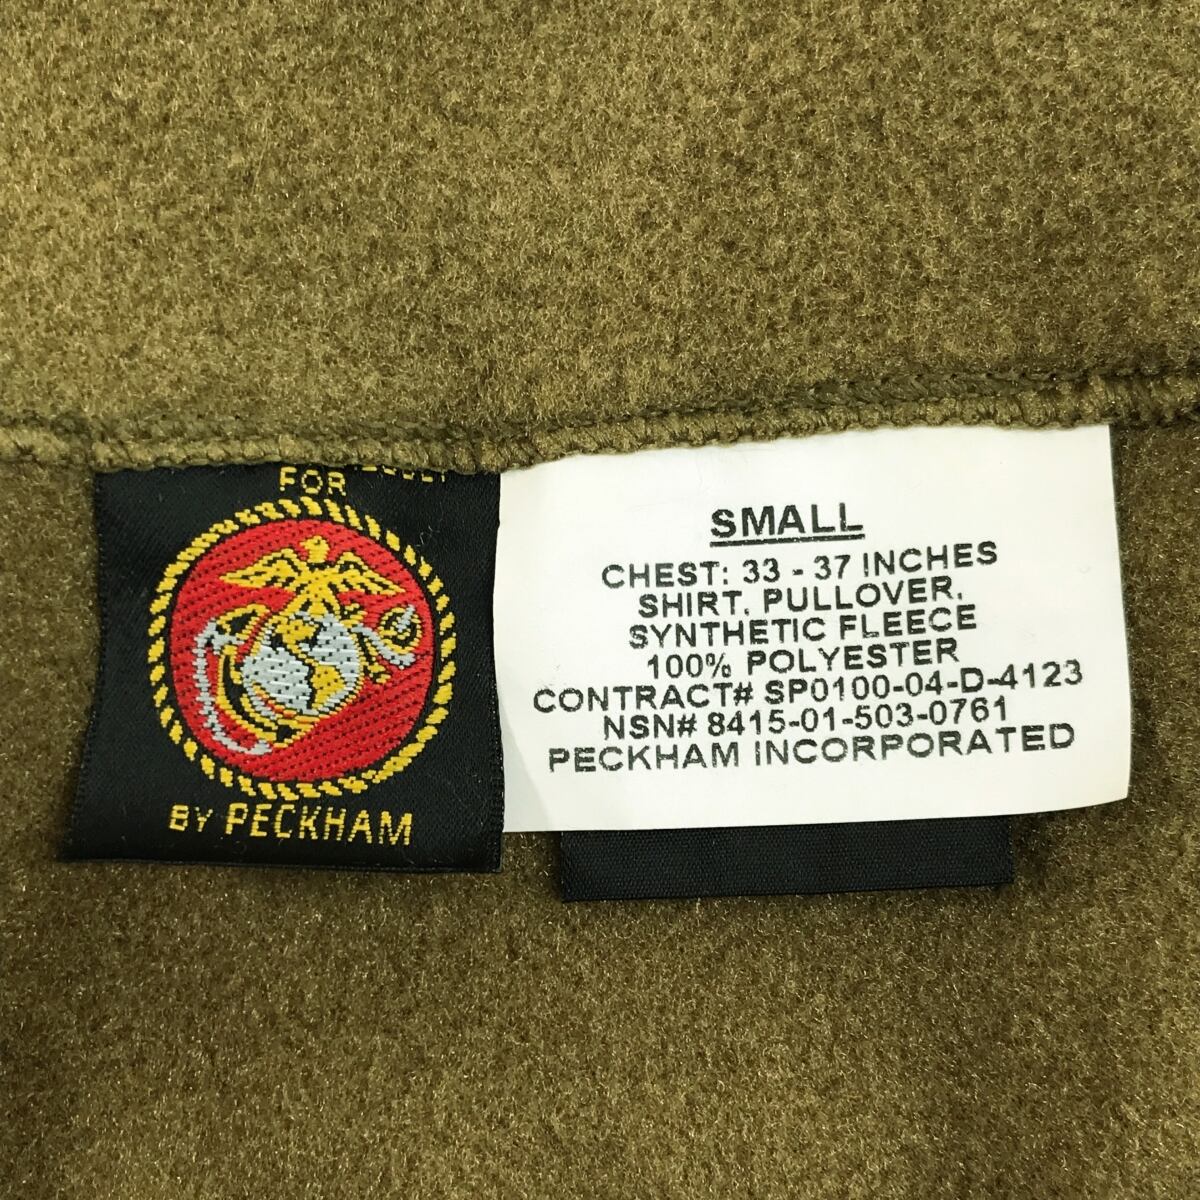 FOR
BY PECKHAM
SMALL
CHEST: 33 - 37 INCHES
SHIRT, PULLOVER,
SYNTHETIC FLEECE
100% POLYESTER
CONTRACT# SP0100-04-D-4123
NSN# 8415-01-503-0761
PECKHAM INCORPORATED